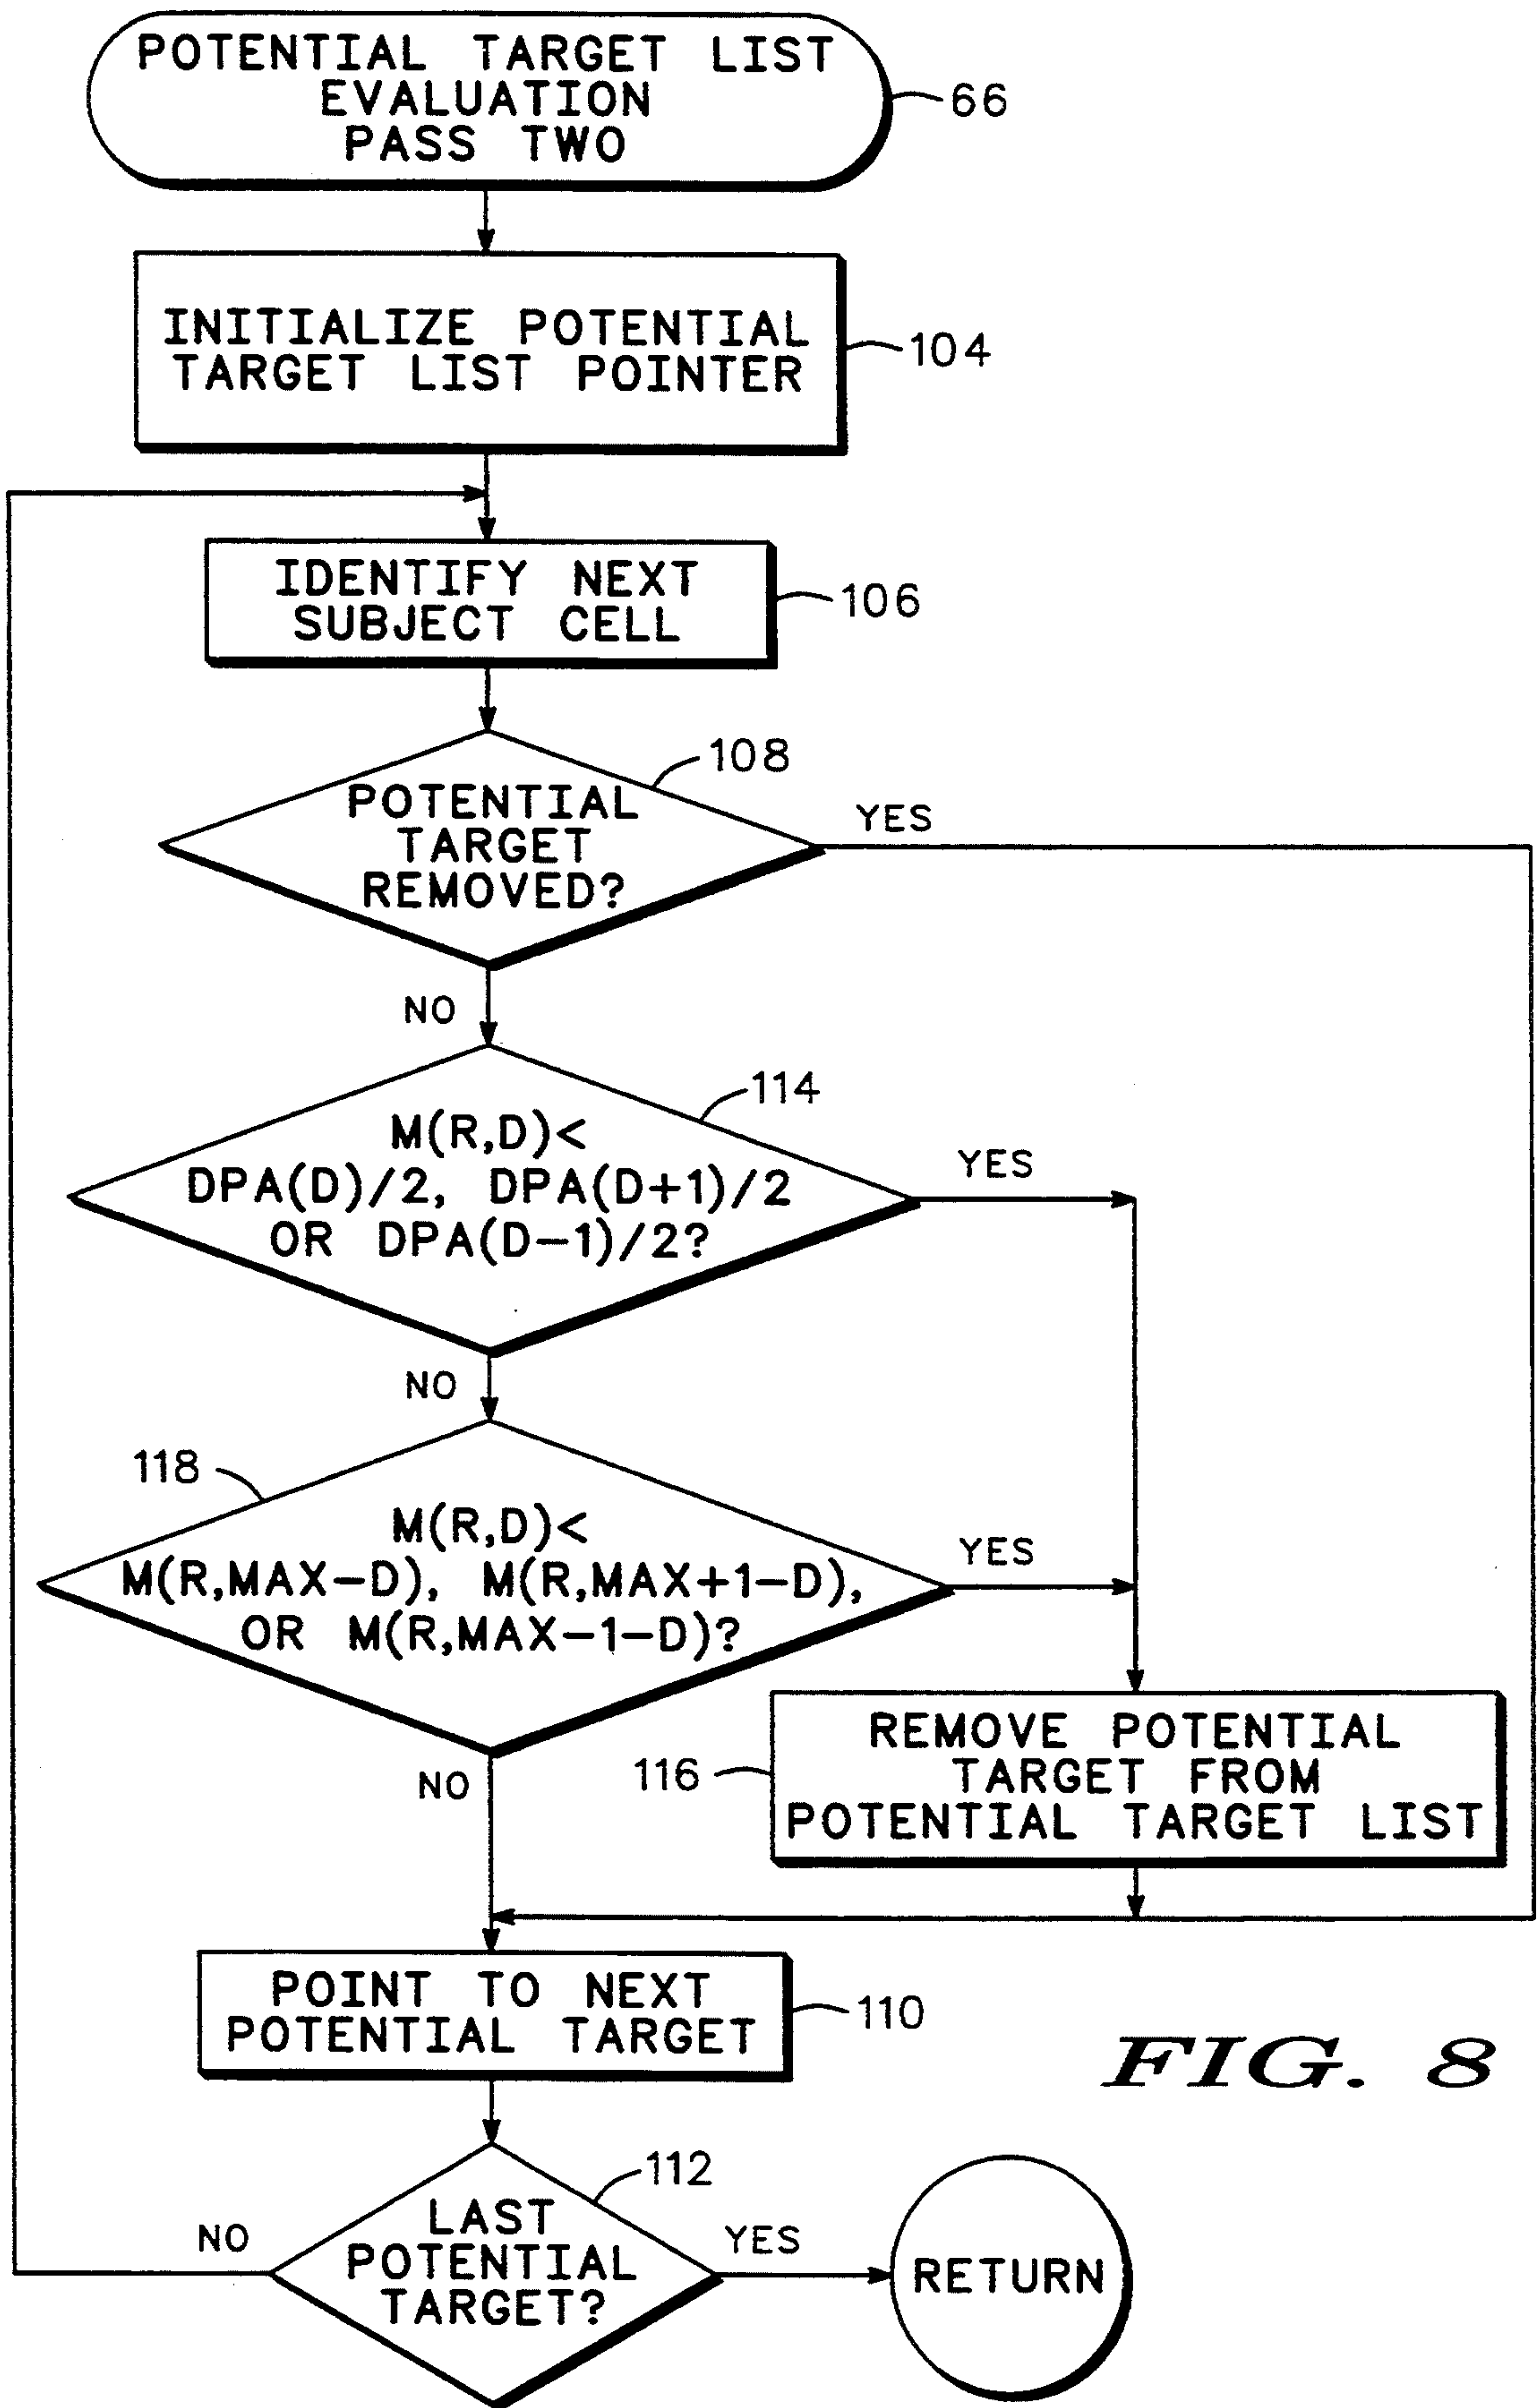 POTENTIAL TARGET LIST
EVALUATION
PASS TWO
66
INITIALIZE POTENTIAL
TARGET LIST POINTER
104
IDENTIFY NEXT
SUBJECT CELL
106
108
POTENTIAL
TARGET
REMOVED?
YES
NO
114
M(R,D)<
DPA(D)/2, DPA(D+1)/2
OR DPA(D-1)/2?
YES
NO
118
M(R,D)<
M(R,MAX-D), M(R,MAX+1-D),
OR M(R,MAX-1-D)?
YES
NO
REMOVE POTENTIAL
TARGET FROM
POTENTIAL TARGET LIST
116
POINT TO NEXT
POTENTIAL TARGET
110
FIG. 8
112
LAST
POTENTIAL
TARGET?
NO
YES
RETURN